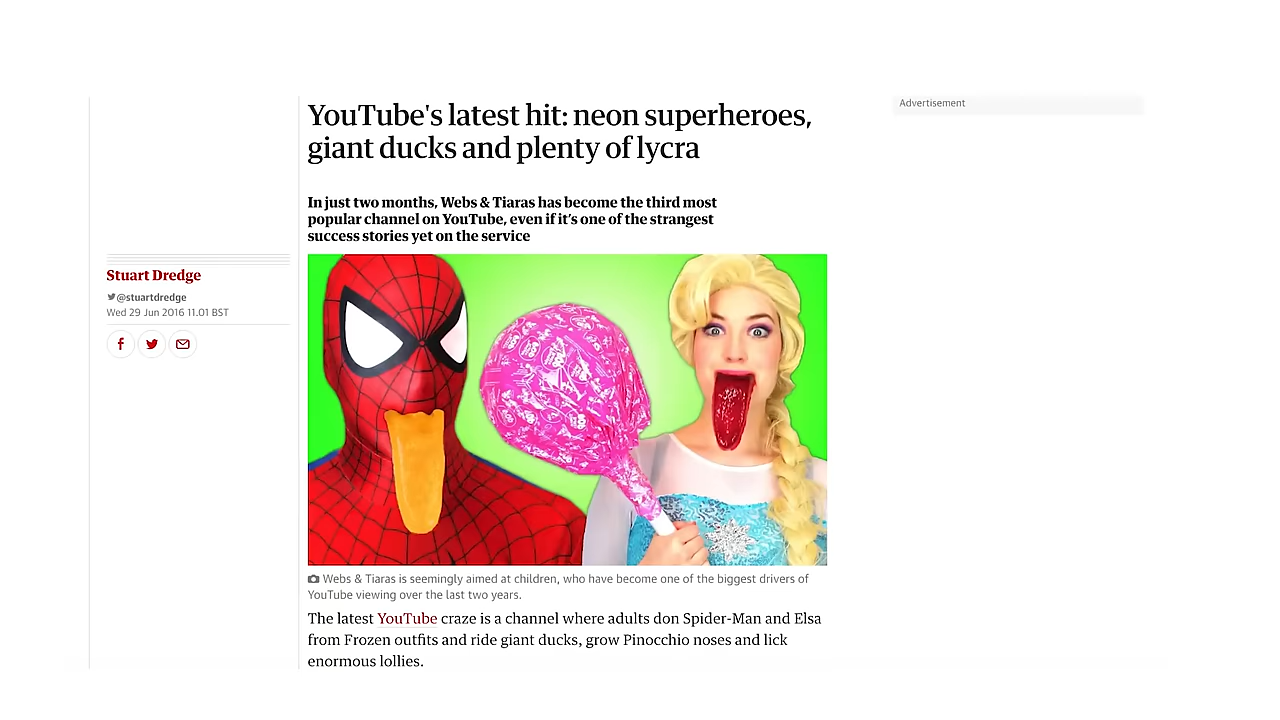 YouTube's latest hit: neon superheroes,
giant ducks and plenty of lycra
Advertisement
In just two months, Webs & Tiaras has become the third most
popular channel on YouTube, even if it's one of the strangest
success stories yet on the service
Stuart Dredge
@stuartdredge
Wed 29 Jun 2016 11.01 BST
Webs & Tiaras is seemingly aimed at children, who have become one of the biggest drivers of
YouTube viewing over the last two years.
The latest YouTube craze is a channel where adults don Spider-Man and Elsa
from Frozen outfits and ride giant ducks, grow Pinocchio noses and lick
enormous lollies.